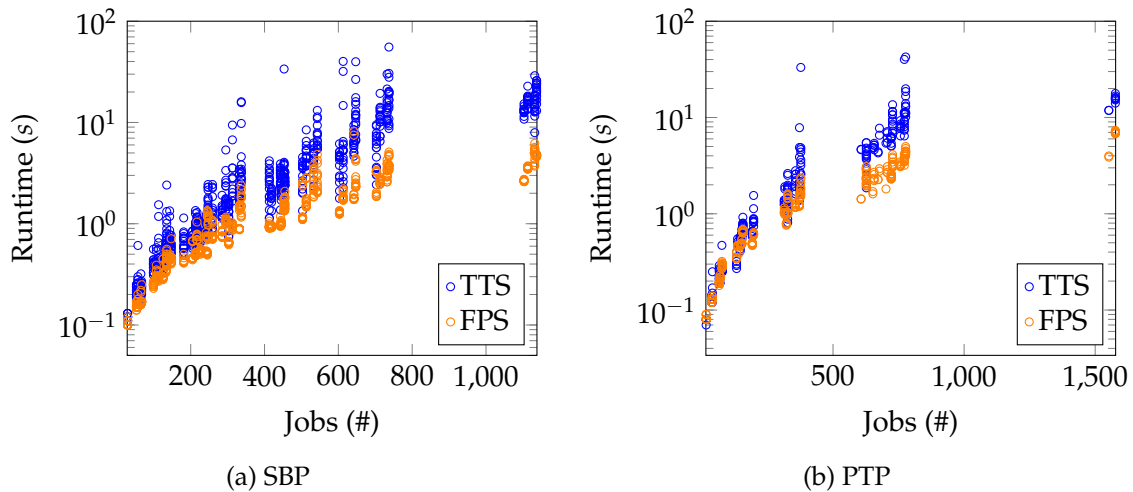 10^2
10^1
10^0
10^−1
Runtime (s)
TTS
FPS
200 400 600 800 1,000
Jobs (#)
(a) SBP
10^2
10^1
10^0
10^−1
Runtime (s)
TTS
FPS
500 1,000 1,500
Jobs (#)
(b) PTP